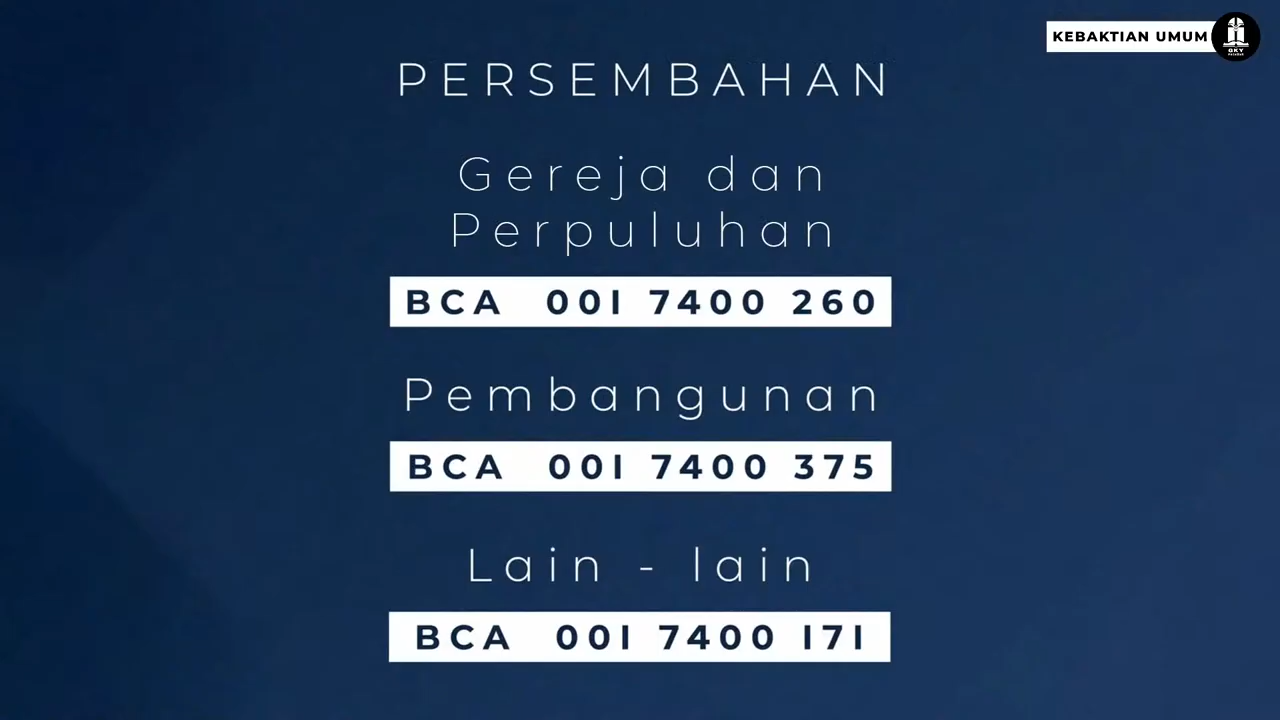 KEBAKTIAN UMUM
GKY
PERSEMBAHAN
Gereja dan
Perpuluhan
BCA 001 7400 260
Pembangunan
BCA 001 7400 375
Lain - lain
BCA 001 7400 171